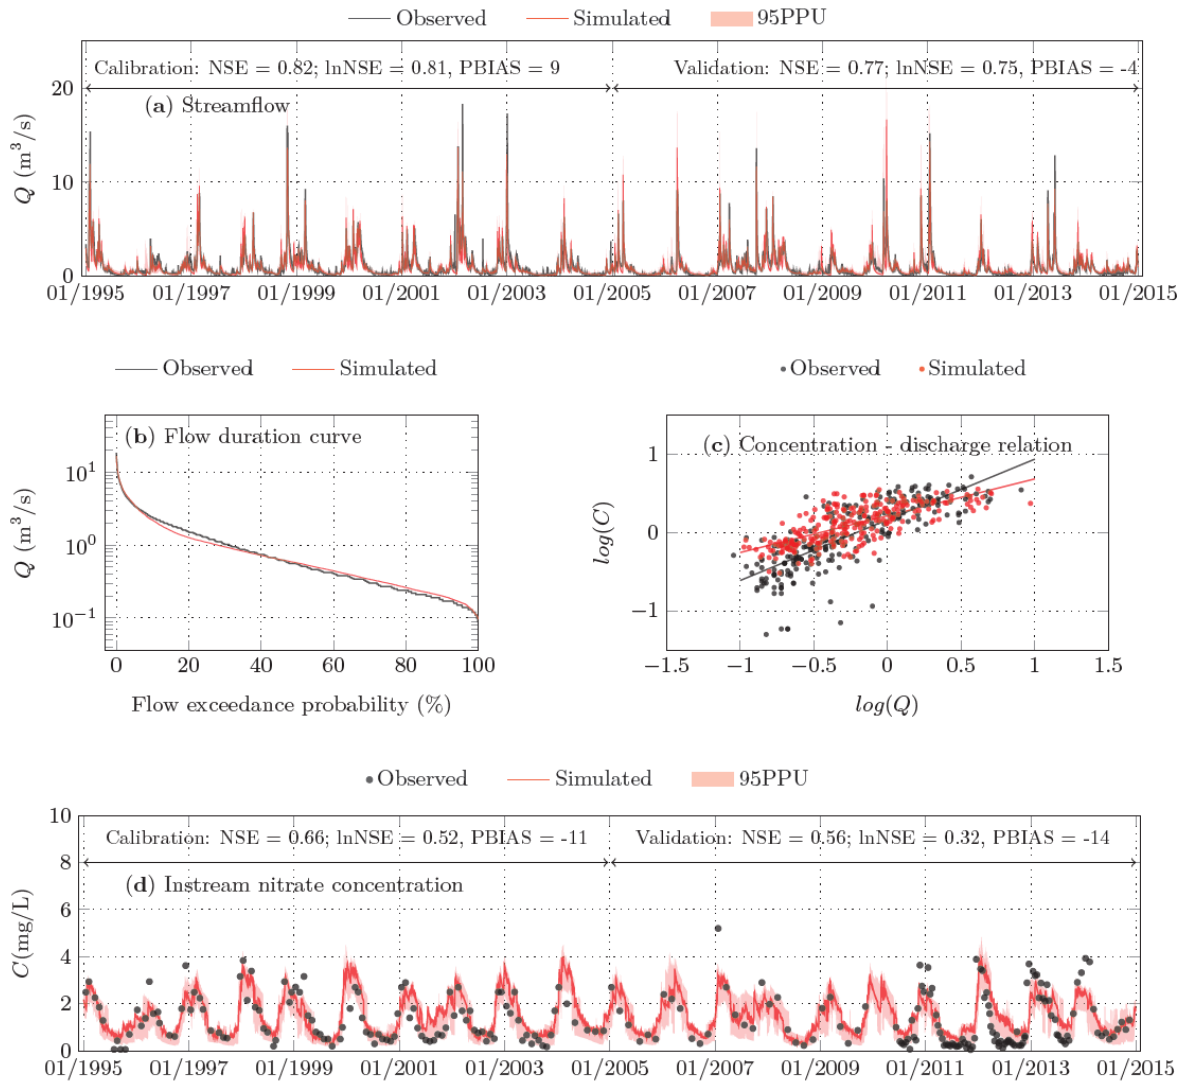 Observed Simulated 95PPU
Calibration: NSE = 0.82; lnNSE = 0.81, PBIAS = 9
Validation: NSE = 0.77; lnNSE = 0.75, PBIAS = -4
(a) Streamflow
Q (m³/s)
20
10
0
01/1995 01/1997 01/1999 01/2001 01/2003 01/2005 01/2007 01/2009 01/2011 01/2013 01/2015
Observed Simulated
(b) Flow duration curve
Q (m³/s)
10¹
10⁰
10⁻¹
0 20 40 60 80 100
Flow exceedance probability (%)
Observed Simulated
(c) Concentration - discharge relation
log(C)
1
0
−1
−1.5 −1 −0.5 0 0.5 1 1.5
log(Q)
Observed Simulated 95PPU
Calibration: NSE = 0.66; lnNSE = 0.52, PBIAS = -11
Validation: NSE = 0.56; lnNSE = 0.32, PBIAS = -14
(d) Instream nitrate concentration
C(mg/L)
10
8
6
4
2
0
01/1995 01/1997 01/1999 01/2001 01/2003 01/2005 01/2007 01/2009 01/2011 01/2013 01/2015